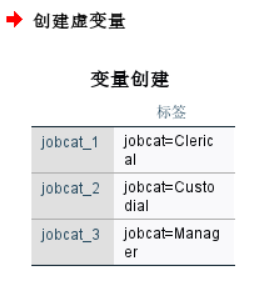 创建虚变量
变量创建
标签
jobcat_1 jobcat=Cleric
al
jobcat_2 jobcat=Custo
dial
jobcat_3 jobcat=Manag
er